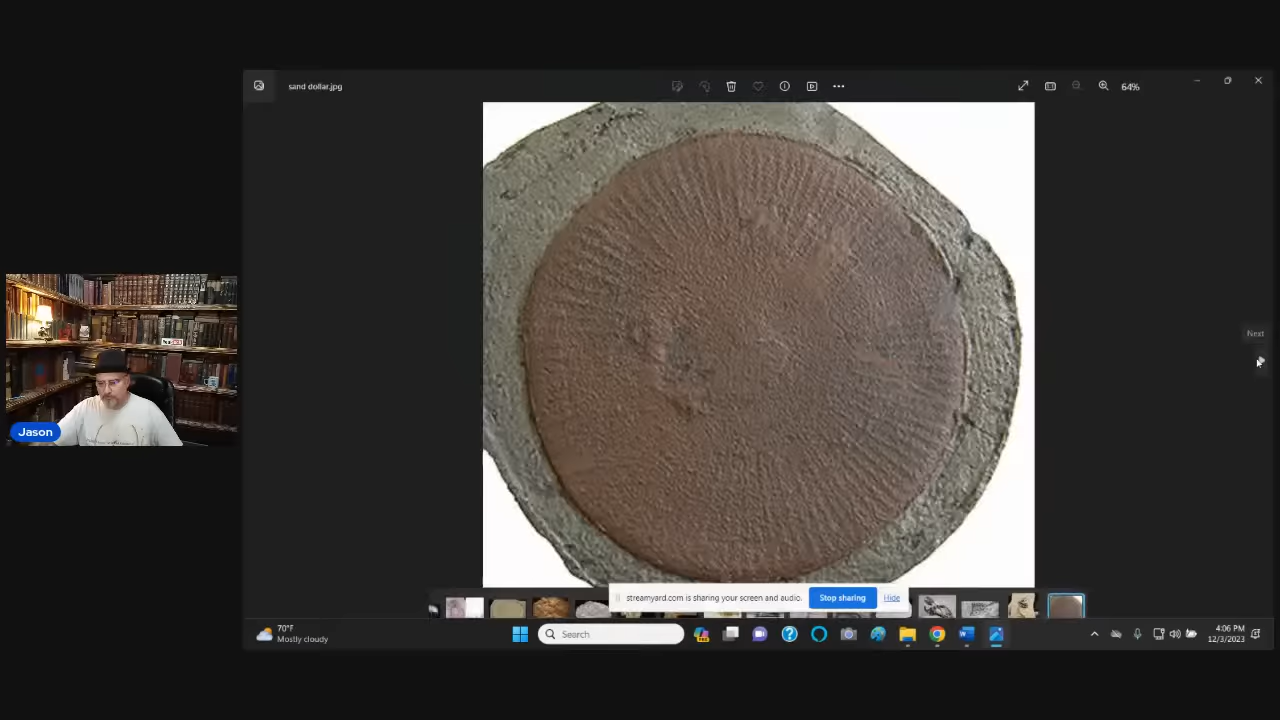 sand dollar.jpg
64%
Next
Jason
streamyard.com is sharing your screen and audio.
Stop sharing
Hide
70°F
Mostly cloudy
Search
4:06 PM
12/3/2023